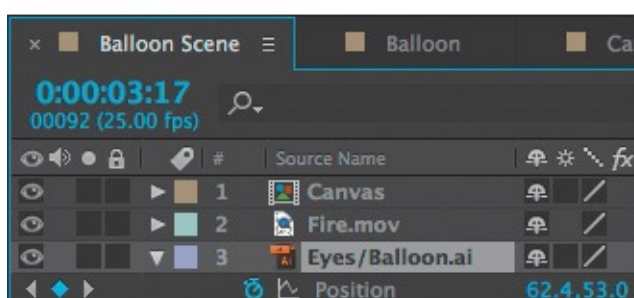 × Balloon Scene Balloon Ca
0:00:03:17
00092 (25.00 fps)
# Source Name fx
1 Canvas
2 Fire.mov
3 Eyes/Balloon.ai
Position 62.4,53.0